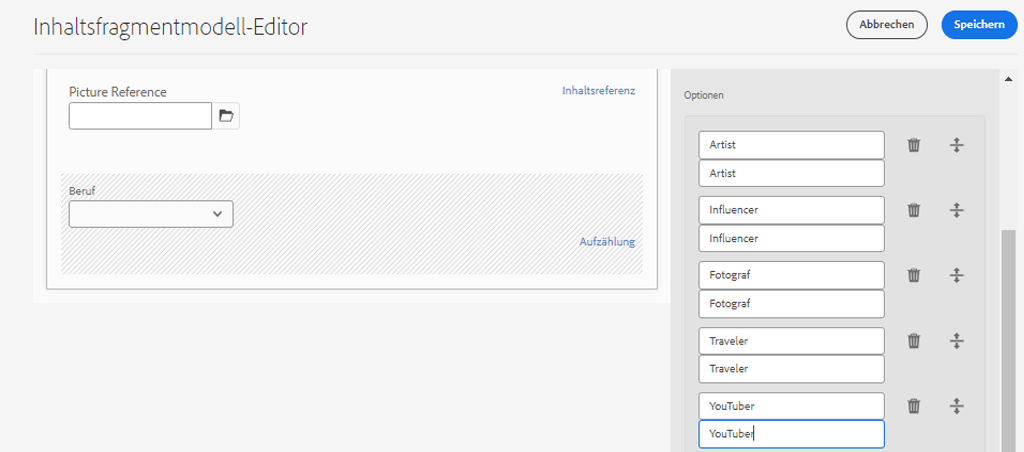 Inhaltsfragmentmodell-Editor
Abbrechen
Speichern
Picture Reference
Inhaltsreferenz
Beruf
Aufzählung
Optionen
Artist
Artist
Influencer
Influencer
Fotograf
Fotograf
Traveler
Traveler
YouTuber
YouTuber